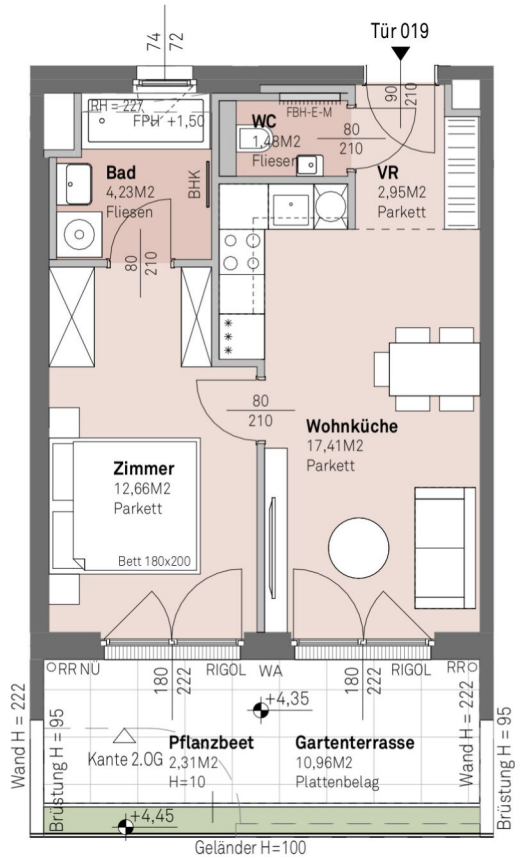 Tür 019
74
72
90
210
RH = 227
FPH +1,50
FBH-E-M
WC
1,48M2
Fliesen
80
210
Bad
4,23M2
Fliesen
BHK
VR
2,95M2
Parkett
80
210
80
210
Wohnküche
17,41M2
Parkett
Zimmer
12,66M2
Parkett
Bett 180x200
RR NÜ
180
222
RIGOL
WA
180
222
RIGOL
RR
+4,35
Wand H = 222
Brüstung H = 95
Kante 2.OG
Pflanzbeet
2,31M2
H=10
Gartenterrasse
10,96M2
Plattenbelag
Wand H = 222
Brüstung H = 95
+4,45
Geländer H=100